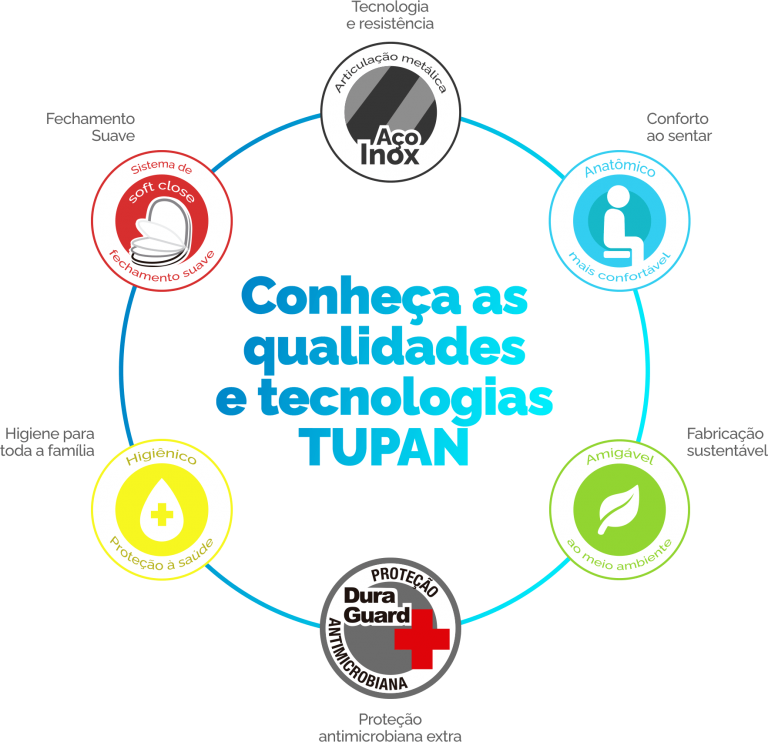 Tecnologia
e resistência
Articulação metálica
Aço
Inox
Fechamento
Suave
Sistema de
soft close
fechamento suave
Conforto
ao sentar
Anatômico
mais confortável
Conheça as
qualidades
e tecnologias
TUPAN
Higiene para
toda a família
Higiênico
Proteção à saúde
Fabricação
sustentável
Amigável
ao meio ambiente
PROTEÇÃO
Dura
Guard
ANTIMICROBIANA
Proteção
antimicrobiana extra